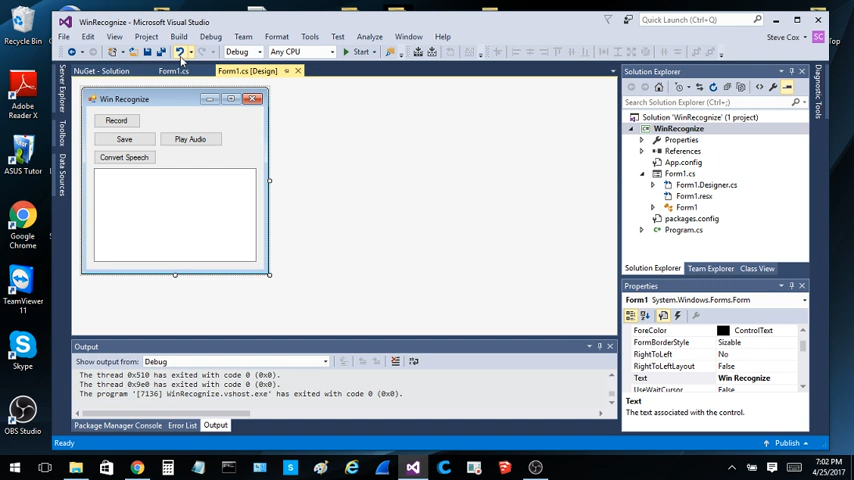 Recycle Bin
Adobe
Reader X
ASUS Tutor
Google
Chrome
TeamViewer
11
Skype
OBS Studio
WinRecognize - Microsoft Visual Studio
Quick Launch (Ctrl+Q)
File Edit View Project Build Debug Team Format Tools Test Analyze Window Help
Steve Cox SC
Debug Any CPU Start
Server Explorer
Toolbox
Data Sources
NuGet - Solution Form1.cs Form1.cs [Design]
Win Recognize
Record
Save Play Audio
Convert Speech
Output
Show output from: Debug
The thread 0x510 has exited with code 0 (0x0).
The thread 0x9e0 has exited with code 0 (0x0).
The program '[7136] WinRecognize.vshost.exe' has exited with code 0 (0x0).
Package Manager Console Error List Output
Solution Explorer
Search Solution Explorer (Ctrl+;)
Solution 'WinRecognize' (1 project)
WinRecognize
Properties
References
App.config
Form1.cs
Form1.Designer.cs
Form1.resx
Form1
packages.config
Program.cs
Solution Explorer Team Explorer Class View
Properties
Form1 System.Windows.Forms.Form
ForeColor ControlText
FormBorderStyle Sizable
RightToLeft No
RightToLeftLayout False
Text Win Recognize
UseWaitCursor False
Text
The text associated with the control.
Diagnostic Tools
Ready
Publish
7:02 PM
4/25/2017